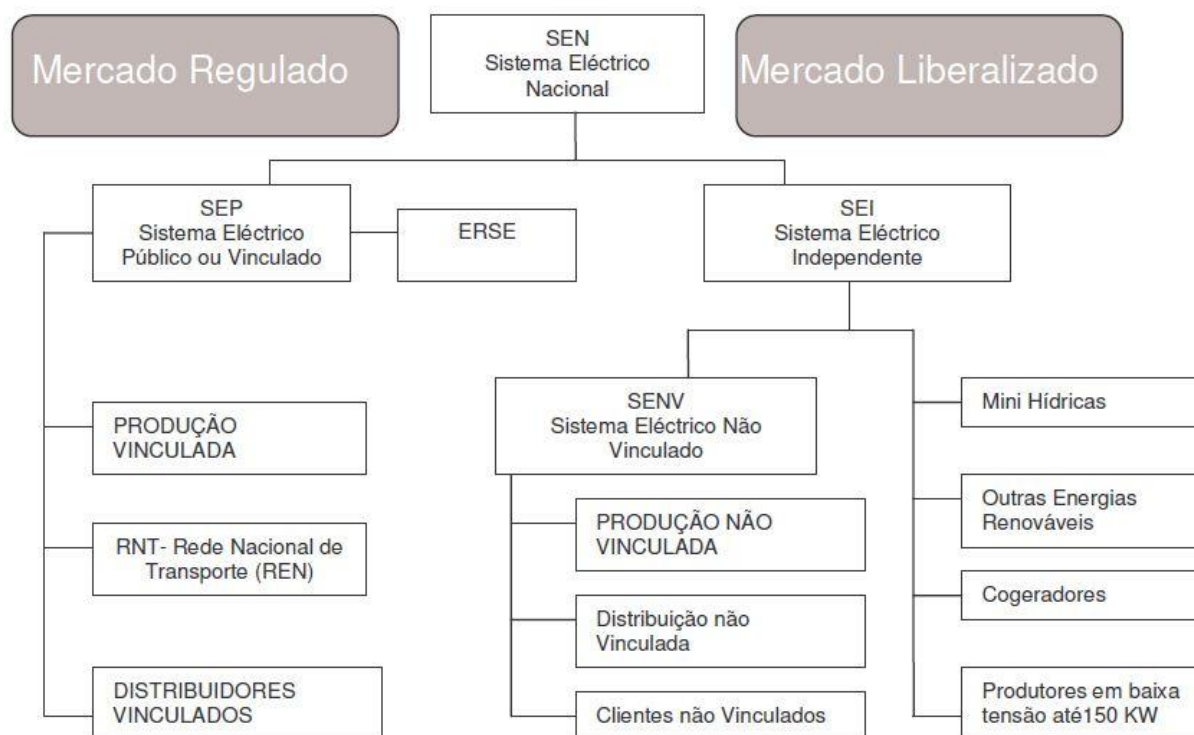 Mercado Regulado
SEN
Sistema Eléctrico
Nacional
Mercado Liberalizado
SEP
Sistema Eléctrico
Público ou Vinculado
ERSE
SEI
Sistema Eléctrico
Independente
PRODUÇÃO
VINCULADA
RNT- Rede Nacional de
Transporte (REN)
DISTRIBUIDORES
VINCULADOS
SENV
Sistema Eléctrico Não
Vinculado
PRODUÇÃO NÃO
VINCULADA
Distribuição não
Vinculada
Clientes não Vinculados
Mini Hídricas
Outras Energias
Renováveis
Cogeradores
Produtores em baixa
tensão até150 KW